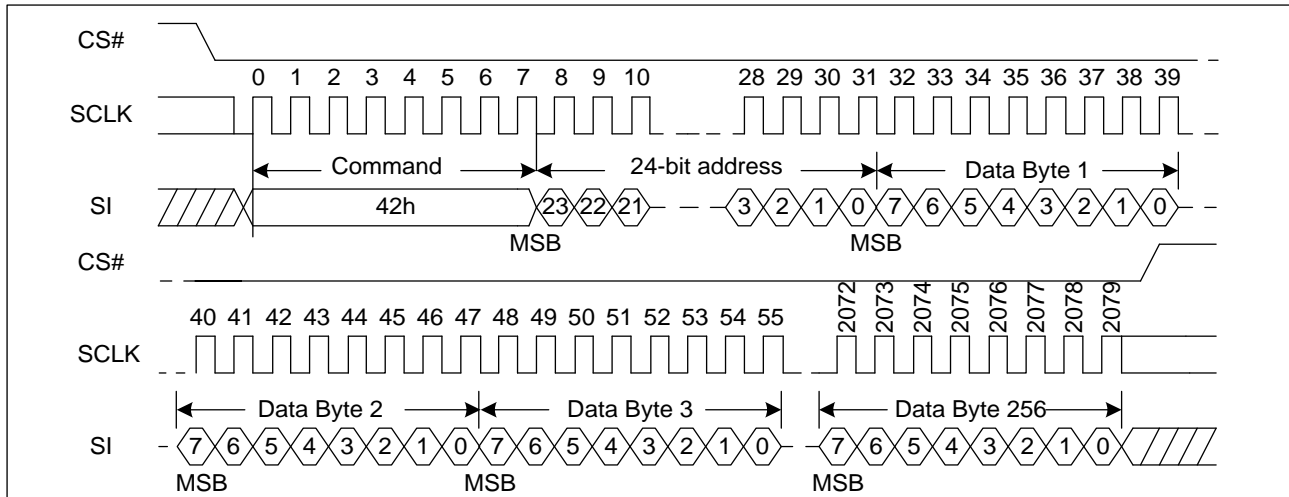 CS#
0 1 2 3 4 5 6 7 8 9 10 28 29 30 31 32 33 34 35 36 37 38 39
SCLK
Command 24-bit address Data Byte 1
SI 42h 23 22 21 3 2 1 0 7 6 5 4 3 2 1 0
MSB MSB
CS#
40 41 42 43 44 45 46 47 48 49 50 51 52 53 54 55 2072 2073 2074 2075 2076 2077 2078 2079
SCLK
Data Byte 2 Data Byte 3 Data Byte 256
SI 7 6 5 4 3 2 1 0 7 6 5 4 3 2 1 0 7 6 5 4 3 2 1 0
MSB MSB MSB